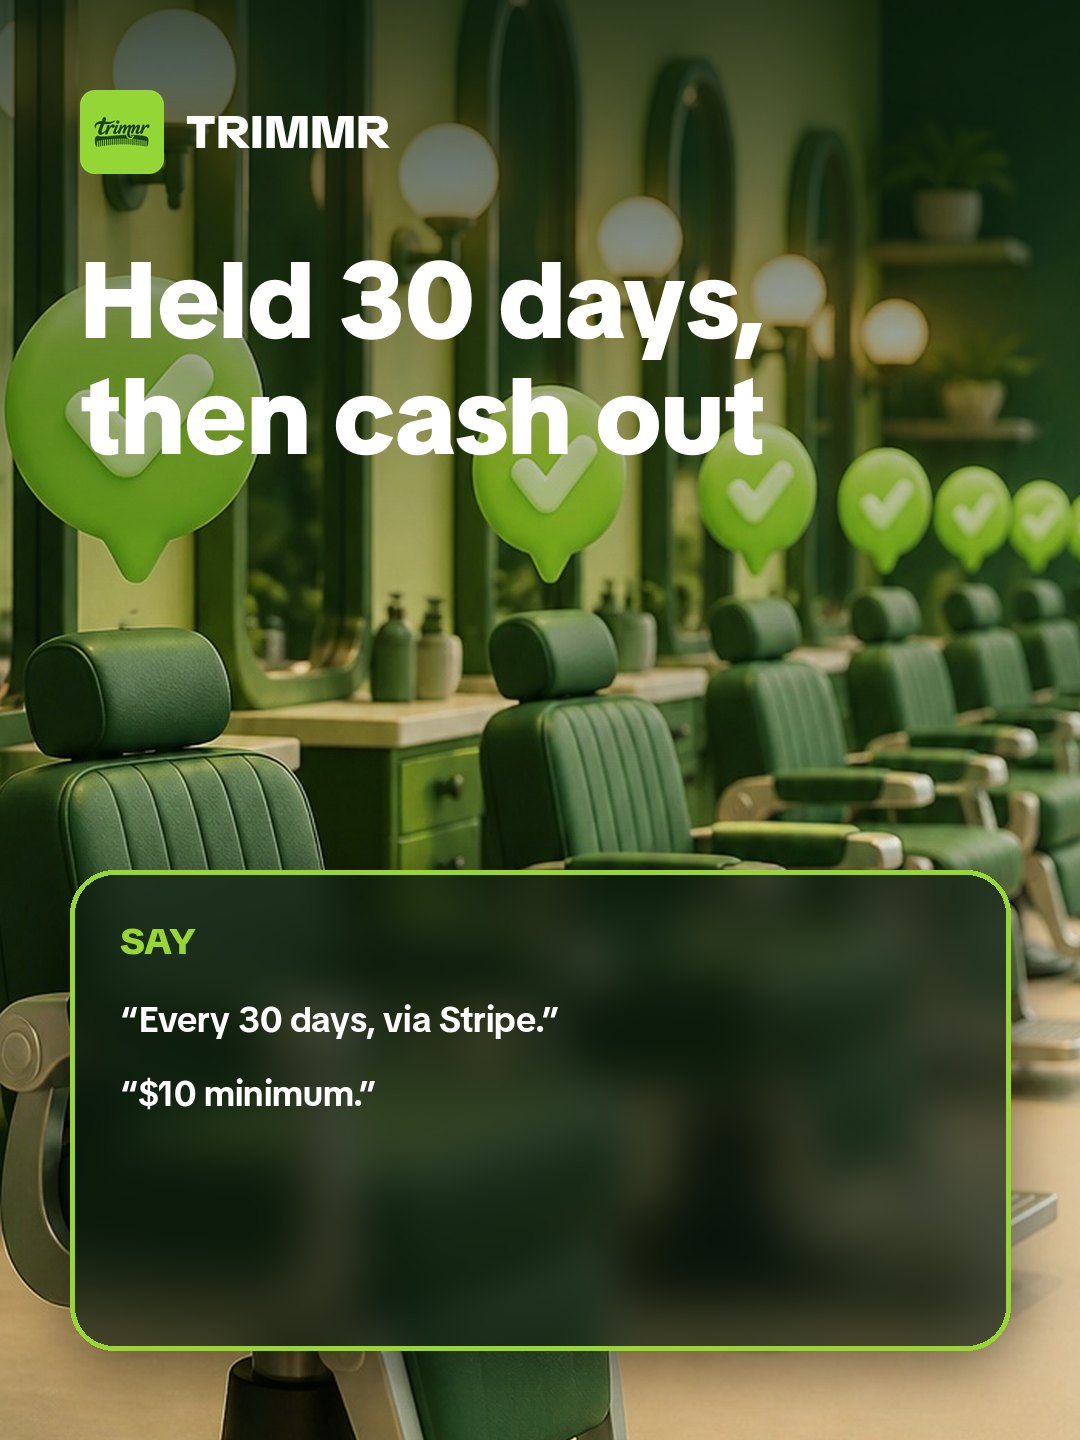 trimmr
TRIMMR
Held 30 days,
then cash out
SAY
“Every 30 days, via Stripe.”
“$10 minimum.”